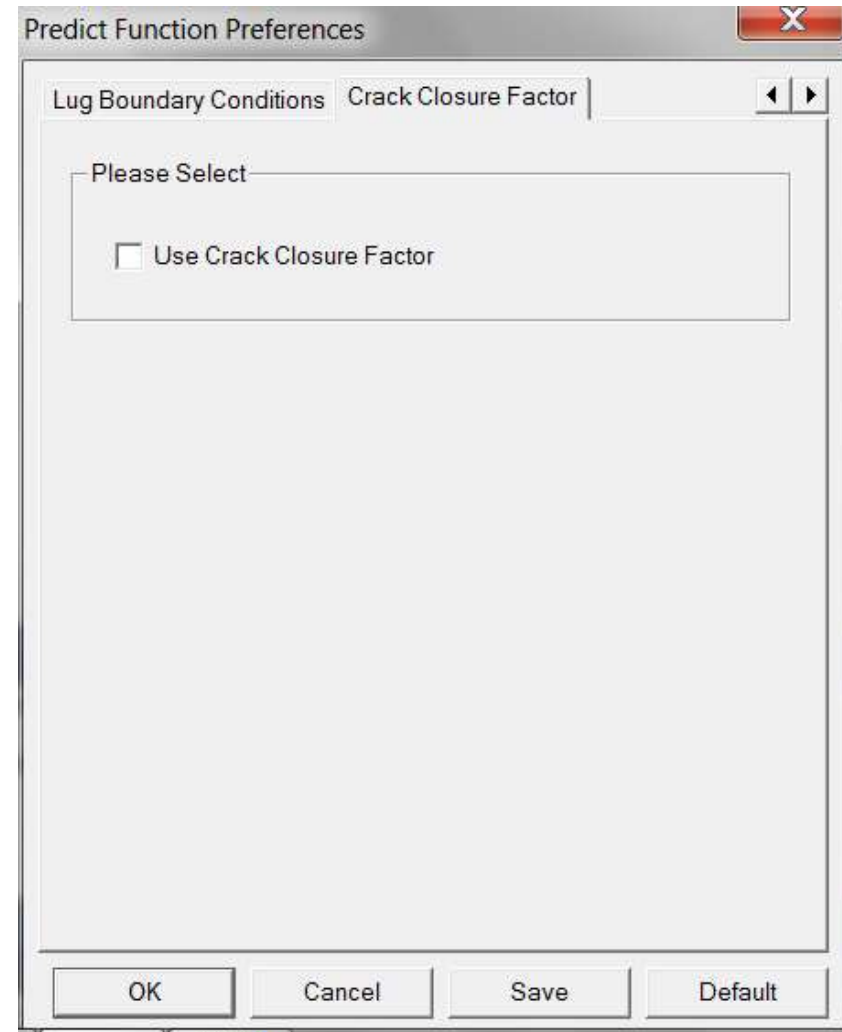 Predict Function Preferences
Lug Boundary Conditions Crack Closure Factor
Please Select
Use Crack Closure Factor
OK Cancel Save Default